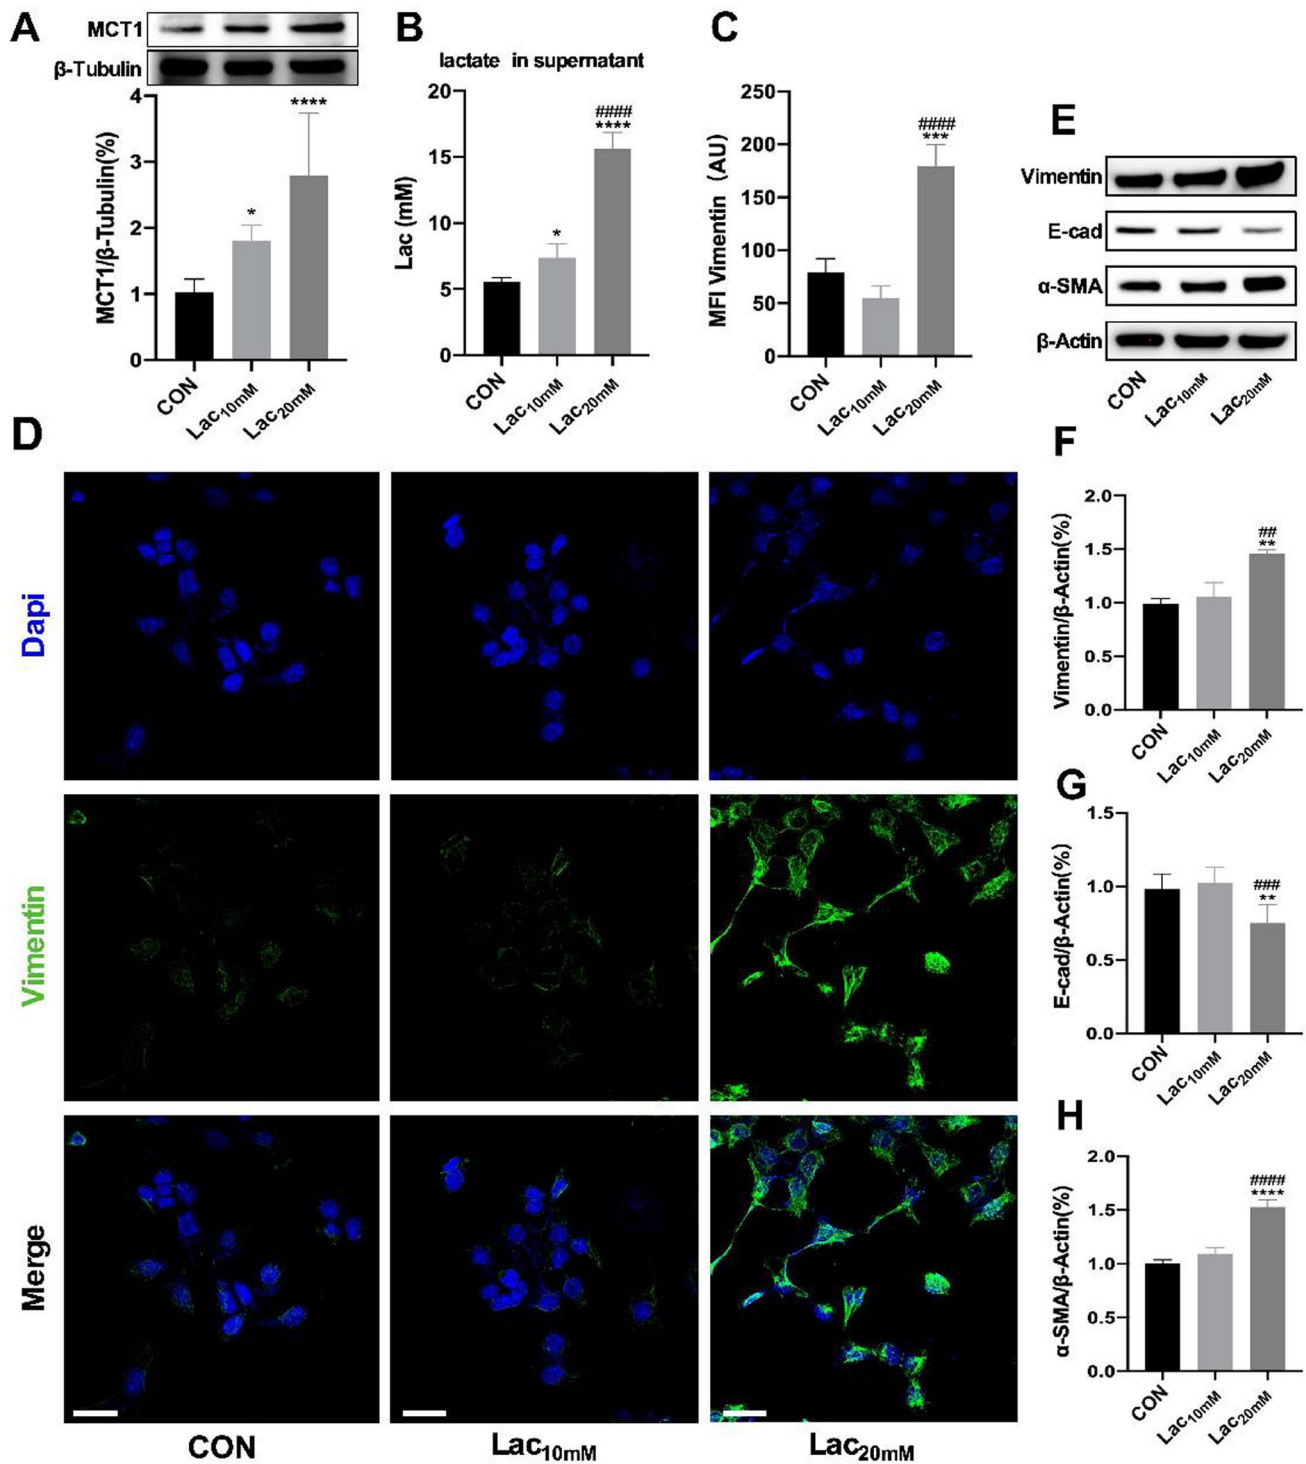 A
MCT1
β-Tubulin
MCT1/β-Tubulin(%)
4
3
2
1
0
****
*
CON
Lac10mM
Lac20mM
B
lactate in supernatant
Lac (mM)
20
15
10
5
0
####
****
*
CON
Lac10mM
Lac20mM
C
MFI Vimentin (AU)
250
200
150
100
50
0
####
***
CON
Lac10mM
Lac20mM
E
Vimentin
E-cad
α-SMA
β-Actin
CON
Lac10mM
Lac20mM
D
Dapi
Vimentin
Merge
CON
Lac10mM
Lac20mM
F
Vimentin/β-Actin(%)
2.0
1.5
1.0
0.5
0.0
##
**
CON
Lac10mM
Lac20mM
G
E-cad/β-Actin(%)
1.5
1.0
0.5
0.0
###
**
CON
Lac10mM
Lac20mM
H
α-SMA/β-Actin(%)
2.0
1.5
1.0
0.5
0.0
####
****
CON
Lac10mM
Lac20mM